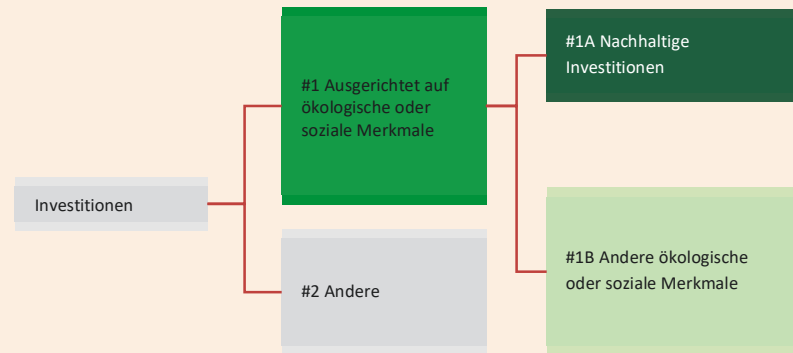 Investitionen
#1 Ausgerichtet auf
ökologische oder
soziale Merkmale
#2 Andere
#1A Nachhaltige
Investitionen
#1B Andere ökologische
oder soziale Merkmale